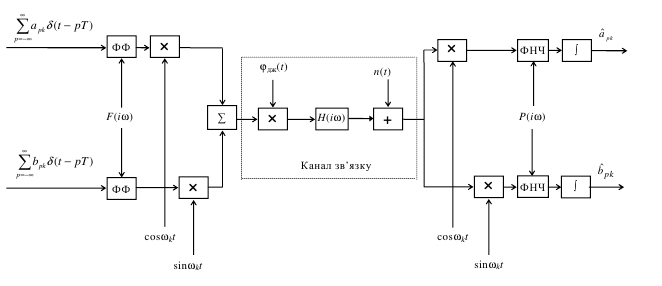 ∑ a_pk δ(t − pT)
∞
p=−∞
ФФ
×
F(iω)
∑ b_pk δ(t − pT)
∞
p=−∞
ФФ
×
cosω_k t
sinω_k t
Σ
φ_дж(t)
n(t)
×
H(iω)
+
Канал зв’язку
×
ФНЧ
∫
â_pk
P(iω)
×
ФНЧ
∫
b̂_pk
cosω_k t
sinω_k t